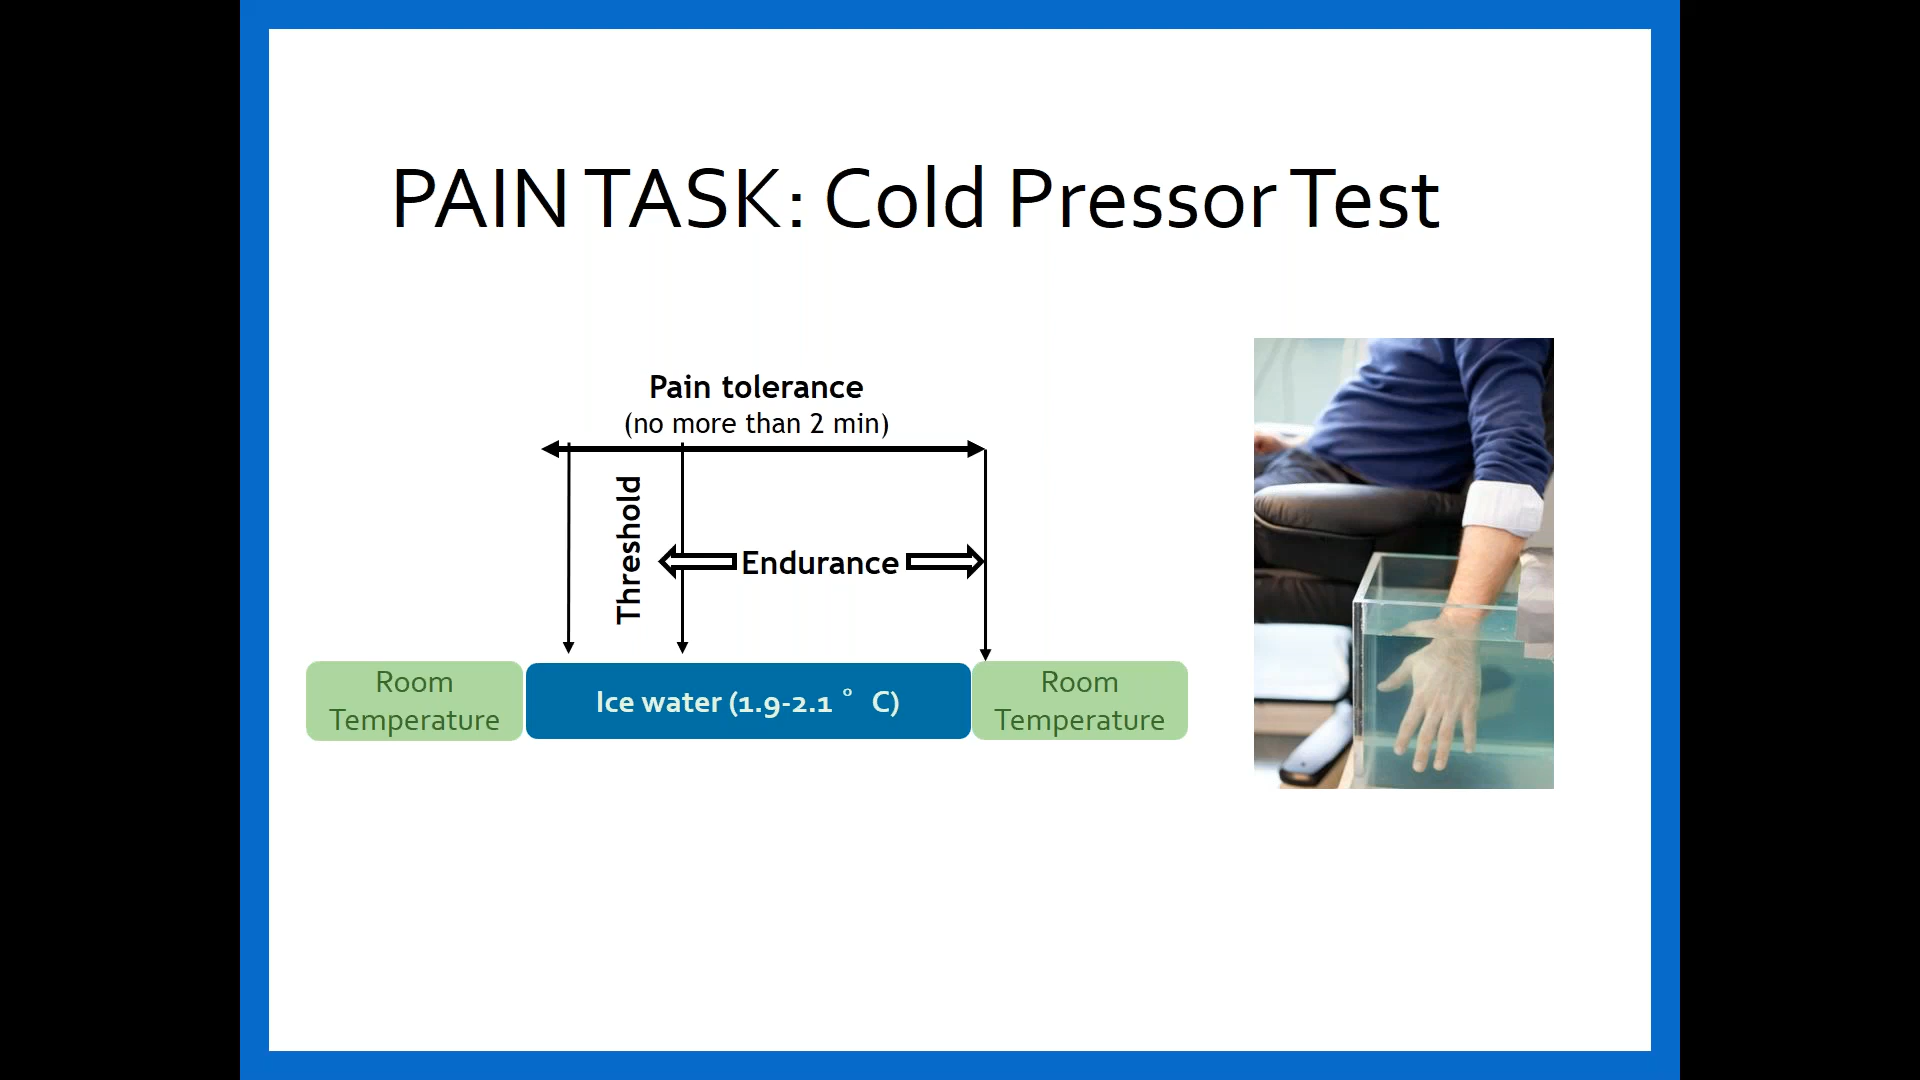 PAIN TASK: Cold Pressor Test
Pain tolerance
(no more than 2 min)
Threshold
Endurance
Room
Temperature
Ice water (1.9-2.1 ° C)
Room
Temperature